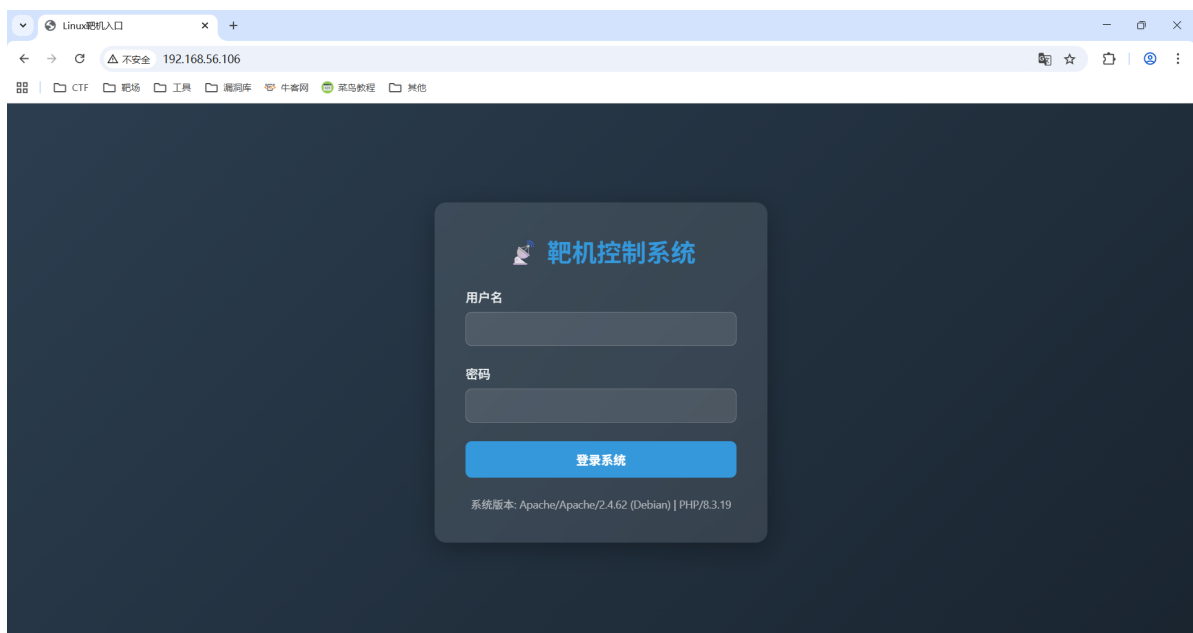 Linux靶机入口
不安全 192.168.56.106
CTF 靶场 工具 漏洞库 牛客网 菜鸟教程 其他
靶机控制系统
用户名
密码
登录系统
系统版本: Apache/Apache/2.4.62 (Debian) | PHP/8.3.19